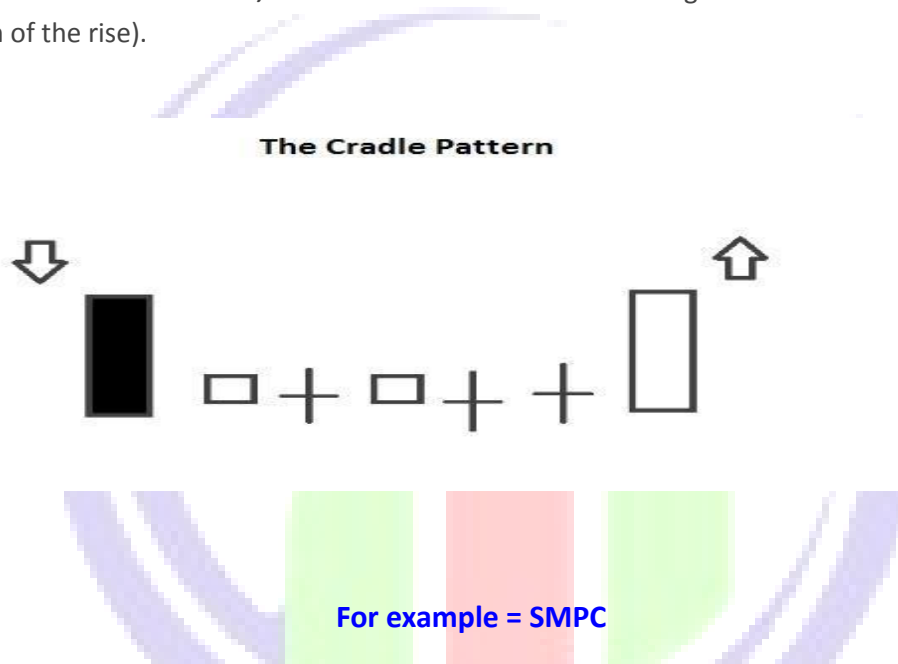 of the rise).
The Cradle Pattern
For example = SMPC